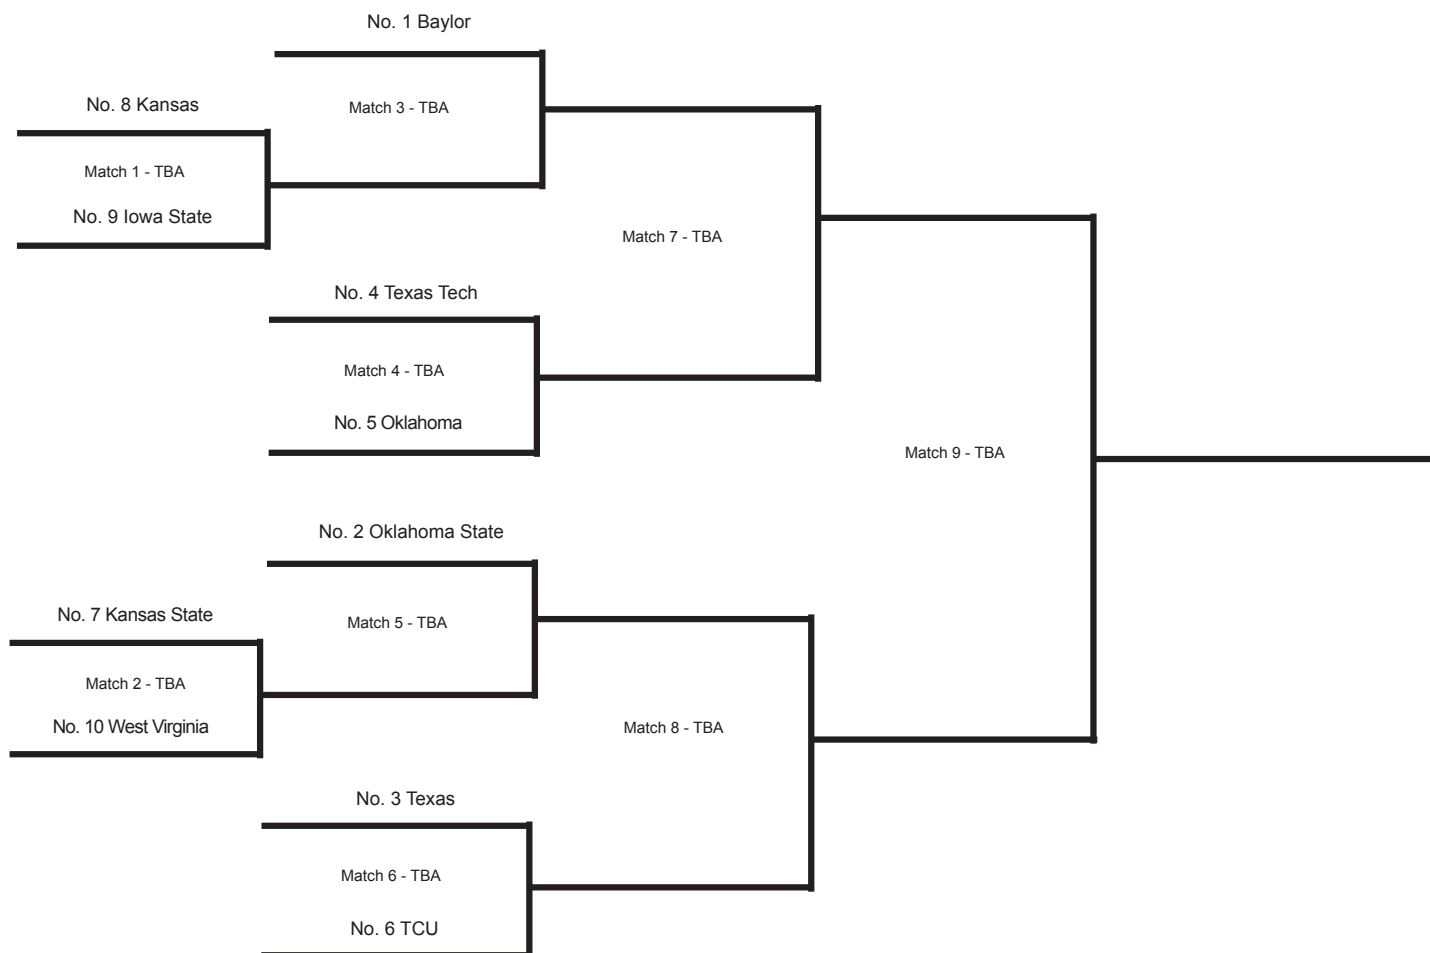 No. 1 Baylor
No. 8 Kansas
Match 3 - TBA
Match 1 - TBA
No. 9 Iowa State
Match 7 - TBA
No. 4 Texas Tech
Match 4 - TBA
No. 5 Oklahoma
Match 9 - TBA
No. 2 Oklahoma State
No. 7 Kansas State
Match 5 - TBA
Match 2 - TBA
No. 10 West Virginia
Match 8 - TBA
No. 3 Texas
Match 6 - TBA
No. 6 TCU